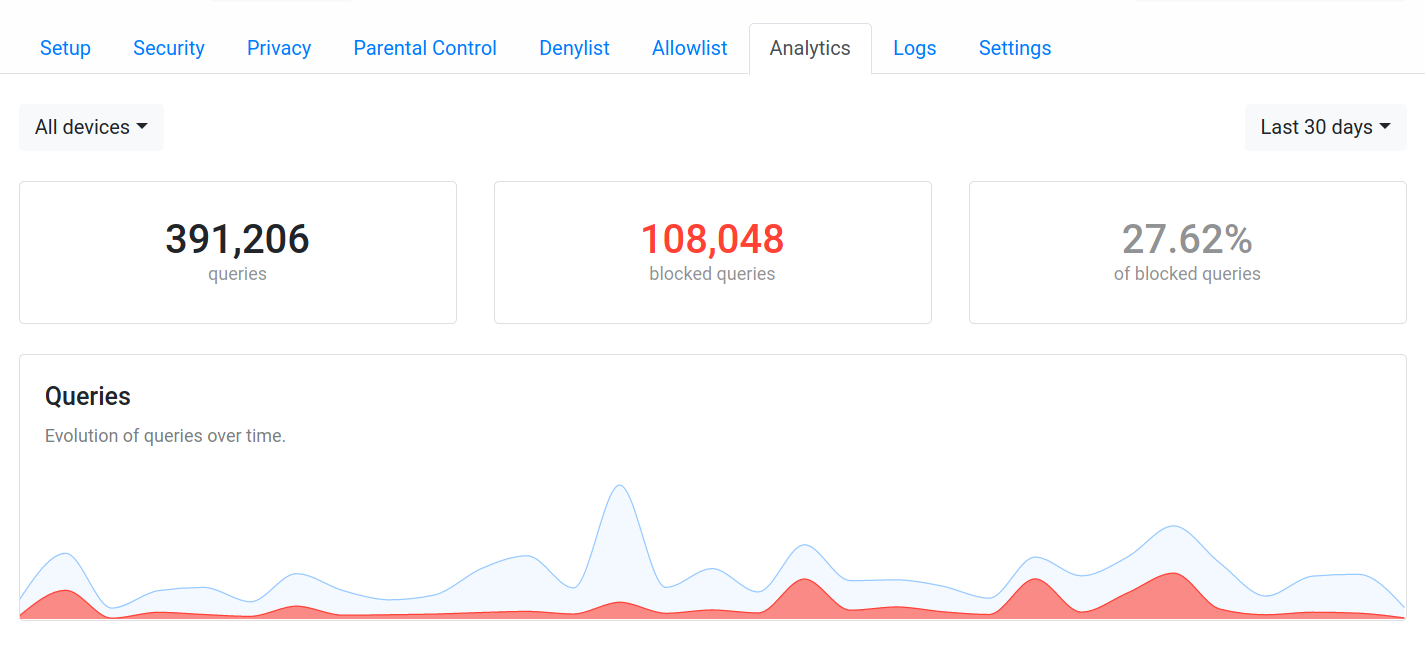 Setup Security Privacy Parental Control Denylist Allowlist Analytics Logs Settings
All devices Last 30 days
391,206 108,048 27.62%
queries blocked queries of blocked queries
Queries
Evolution of queries over time.